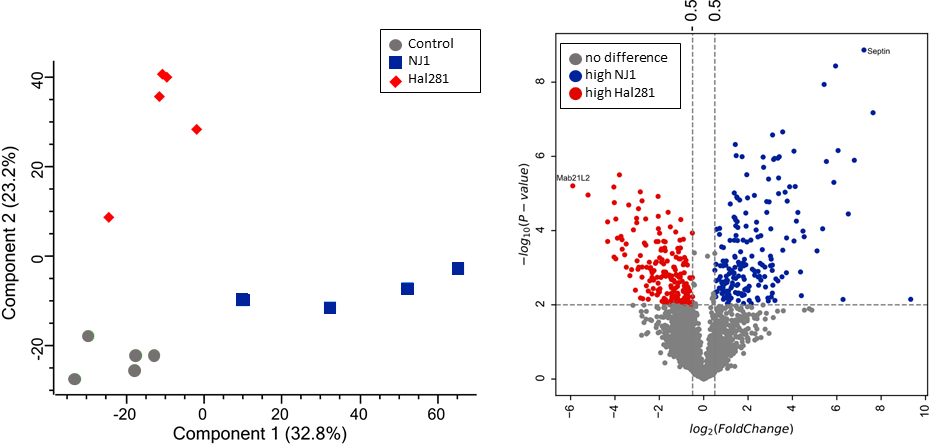 Control
NJ1
Hal281
40
20
0
-20
Component 2 (23.2%)
-20
0
20
40
60
Component 1 (32.8%)
- 0.5
0.5
no difference
high NJ1
high Hal281
Septin
Mab21L2
8
6
4
2
0
−log10(P − value)
−6
−4
−2
0
2
4
6
8
10
log2(FoldChange)